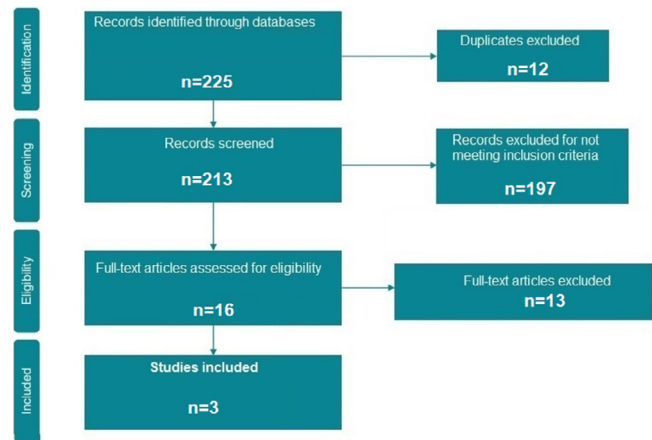 Identification
Records identified through databases
n=225
Duplicates excluded
n=12
Screening
Records screened
n=213
Records excluded for not
meeting inclusion criteria
n=197
Eligibility
Full-text articles assessed for eligibility
n=16
Full-text articles excluded
n=13
Included
Studies included
n=3